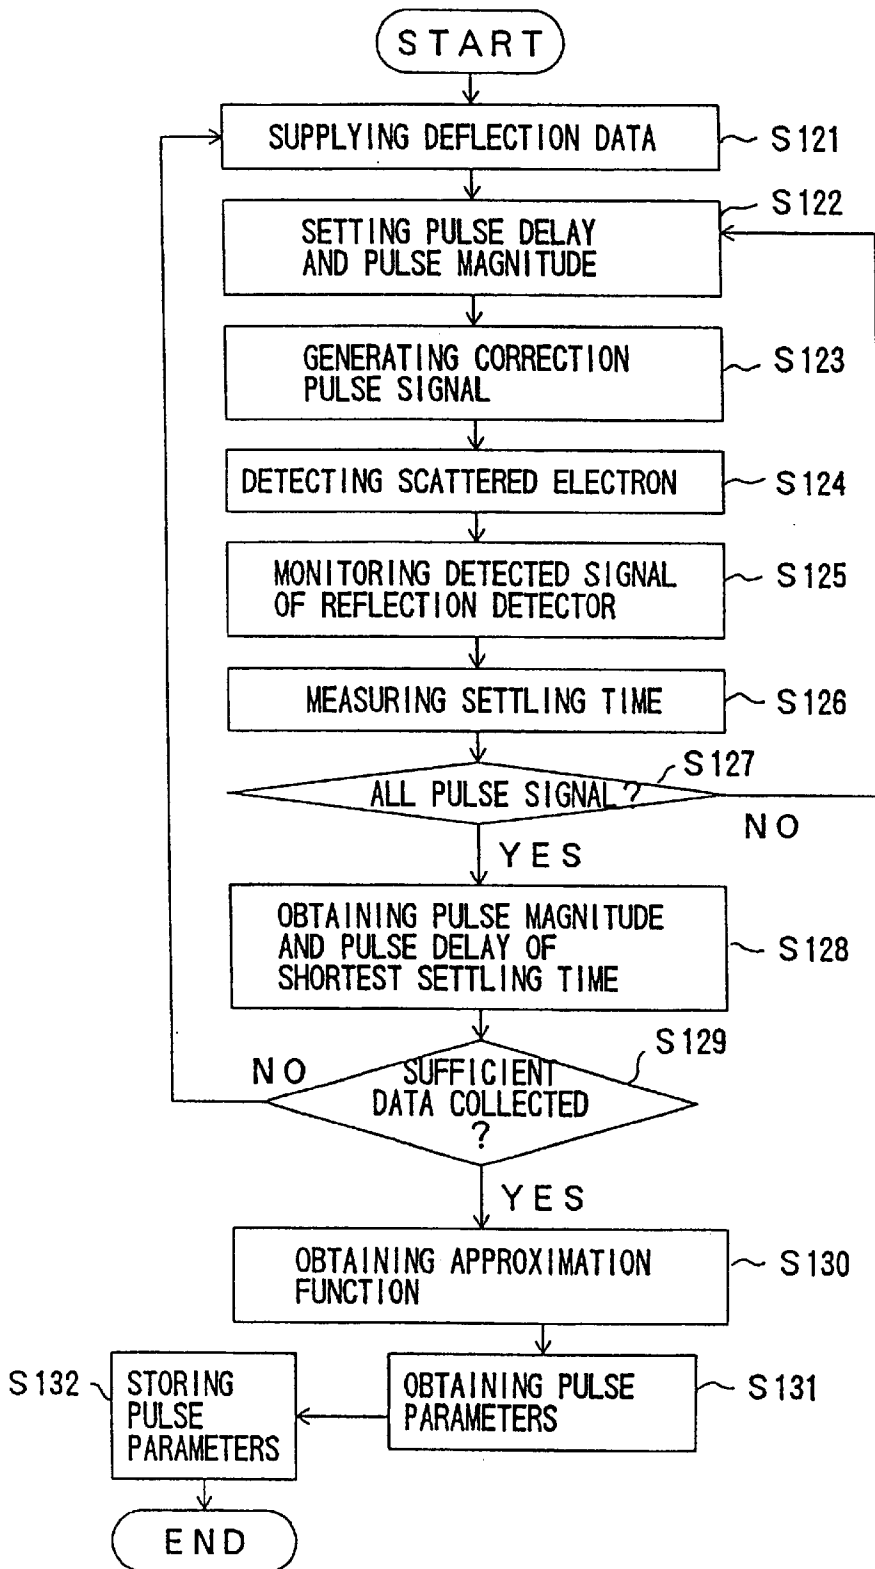 START
SUPPLYING DEFLECTION DATA
S121
S122
SETTING PULSE DELAY
AND PULSE MAGNITUDE
GENERATING CORRECTION
PULSE SIGNAL
S123
DETECTING SCATTERED ELECTRON
S124
MONITORING DETECTED SIGNAL
OF REFLECTION DETECTOR
S125
MEASURING SETTLING TIME
S126
S127
ALL PULSE SIGNAL?
NO
YES
OBTAINING PULSE MAGNITUDE
AND PULSE DELAY OF
SHORTEST SETTLING TIME
S128
S129
NO
SUFFICIENT
DATA COLLECTED
?
YES
OBTAINING APPROXIMATION
FUNCTION
S130
OBTAINING PULSE
PARAMETERS
S131
S132
STORING
PULSE
PARAMETERS
END